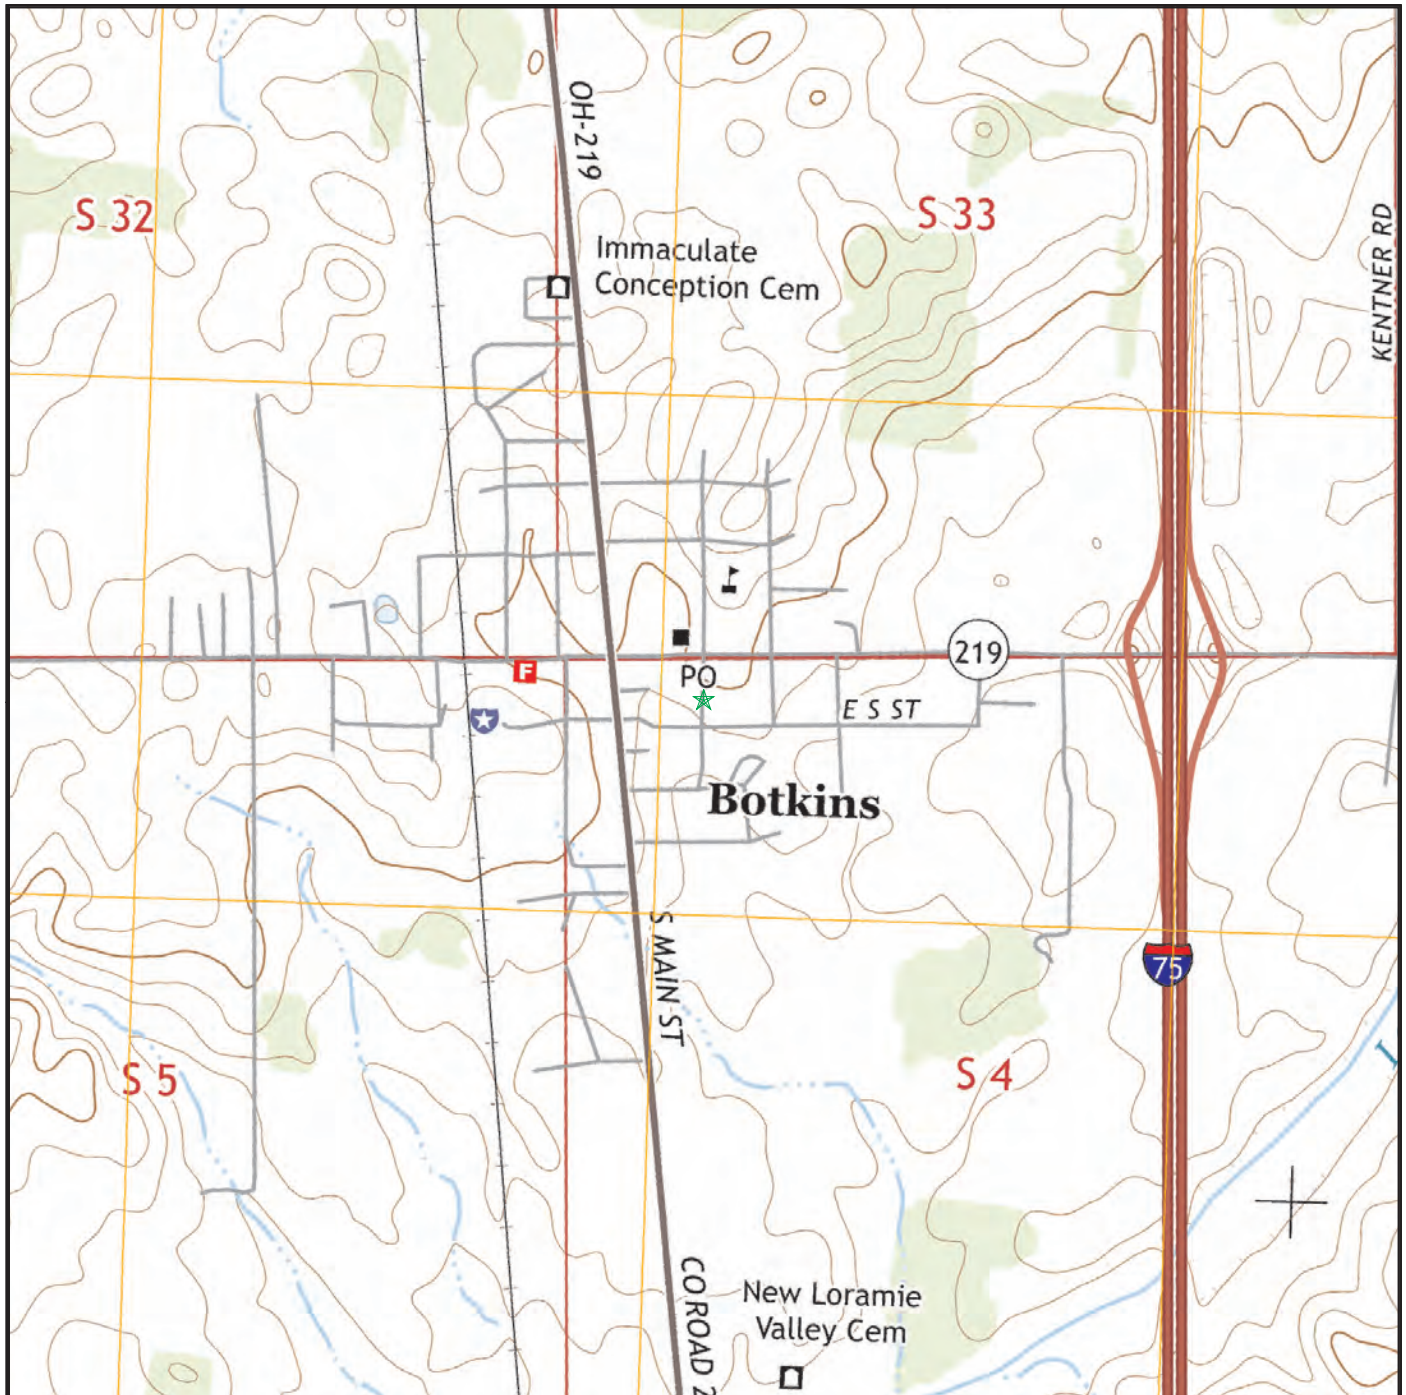 OH-219
S 32
S 33
KENTNER RD
Immaculate
Conception Cem
219
F
PO
E S ST
Botkins
S MAIN ST
75
S 5
S 4
CO ROAD 2
New Loramie
Valley Cem